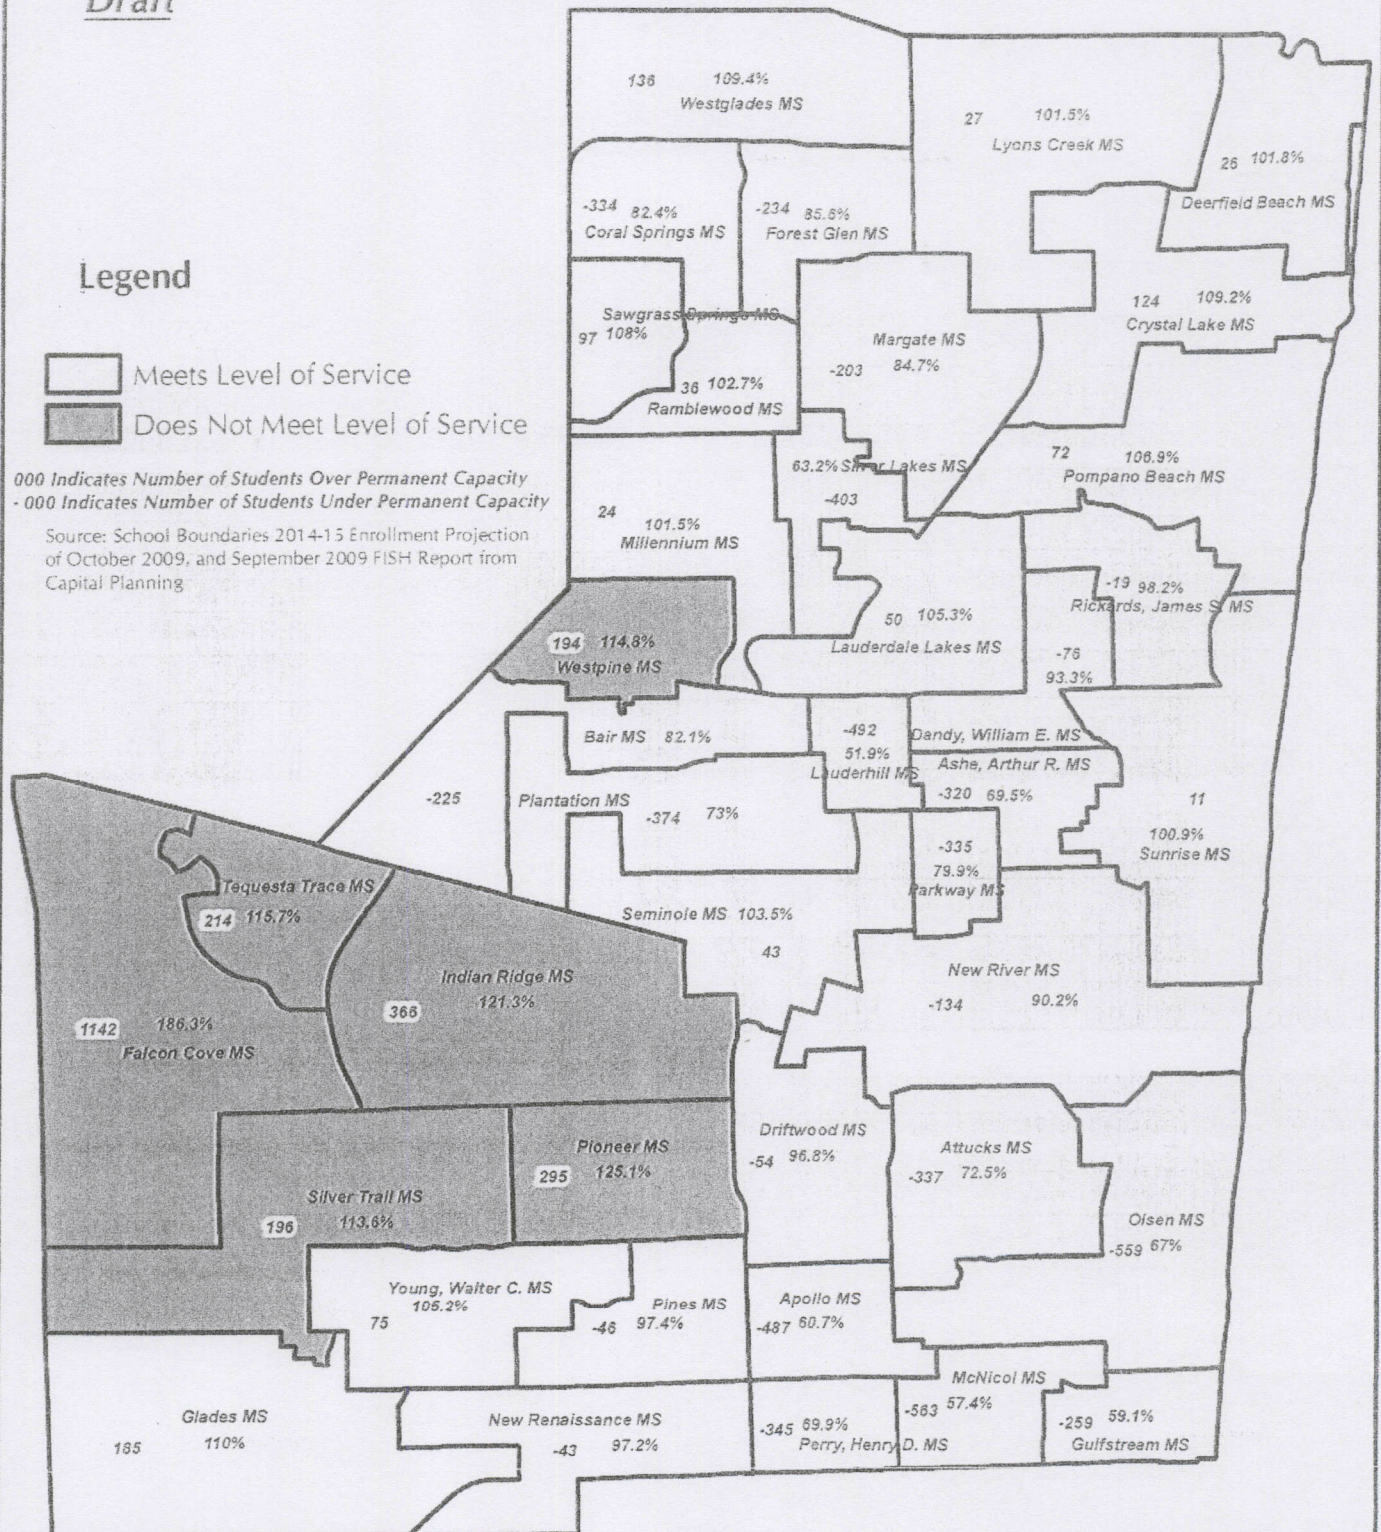 Draft
136 109.4%
Westglades MS
27 101.5%
Lyons Creek MS
26 101.8%
Deerfield Beach MS
-334 82.4%
Coral Springs MS
-234 85.6%
Forest Glen MS
Legend
Meets Level of Service
Does Not Meet Level of Service
000 Indicates Number of Students Over Permanent Capacity
- 000 Indicates Number of Students Under Permanent Capacity
Source: School Boundaries 2014-15 Enrollment Projection
of October 2009, and September 2009 FISH Report from
Capital Planning
124 109.2%
Crystal Lake MS
Sawgrass Springs MS
97 108%
Margate MS
-203 84.7%
36 102.7%
Ramblewood MS
72 106.9%
Pompano Beach MS
63.2% Silver Lakes MS
-403
24 101.5%
Millennium MS
-19 98.2%
Rickards, James S. MS
50 105.3%
Lauderdale Lakes MS
194 114.8%
Westpine MS
-76
93.3%
Dandy, William E. MS
Bair MS 82.1%
-225
-492
51.9%
Lauderhill MS
Ashe, Arthur R. MS
-320 69.5%
Plantation MS
-374 73%
11
100.9%
Sunrise MS
-335
79.9%
Parkway MS
Tequesta Trace MS
214 115.7%
Seminole MS 103.5%
43
Indian Ridge MS
366 121.3%
New River MS
-134 90.2%
1142 186.3%
Falcon Cove MS
Driftwood MS
-54 96.8%
Attucks MS
-337 72.5%
Pioneer MS
295 125.1%
Silver Trail MS
196 113.6%
Olsen MS
-559 67%
Young, Walter C. MS
105.2%
75
Pines MS
-46 97.4%
Apollo MS
-487 60.7%
McNicol MS
-563 57.4%
Glades MS
185 110%
New Renaissance MS
-43 97.2%
-345 69.9%
Perry, Henry D. MS
-259 59.1%
Gulfstream MS